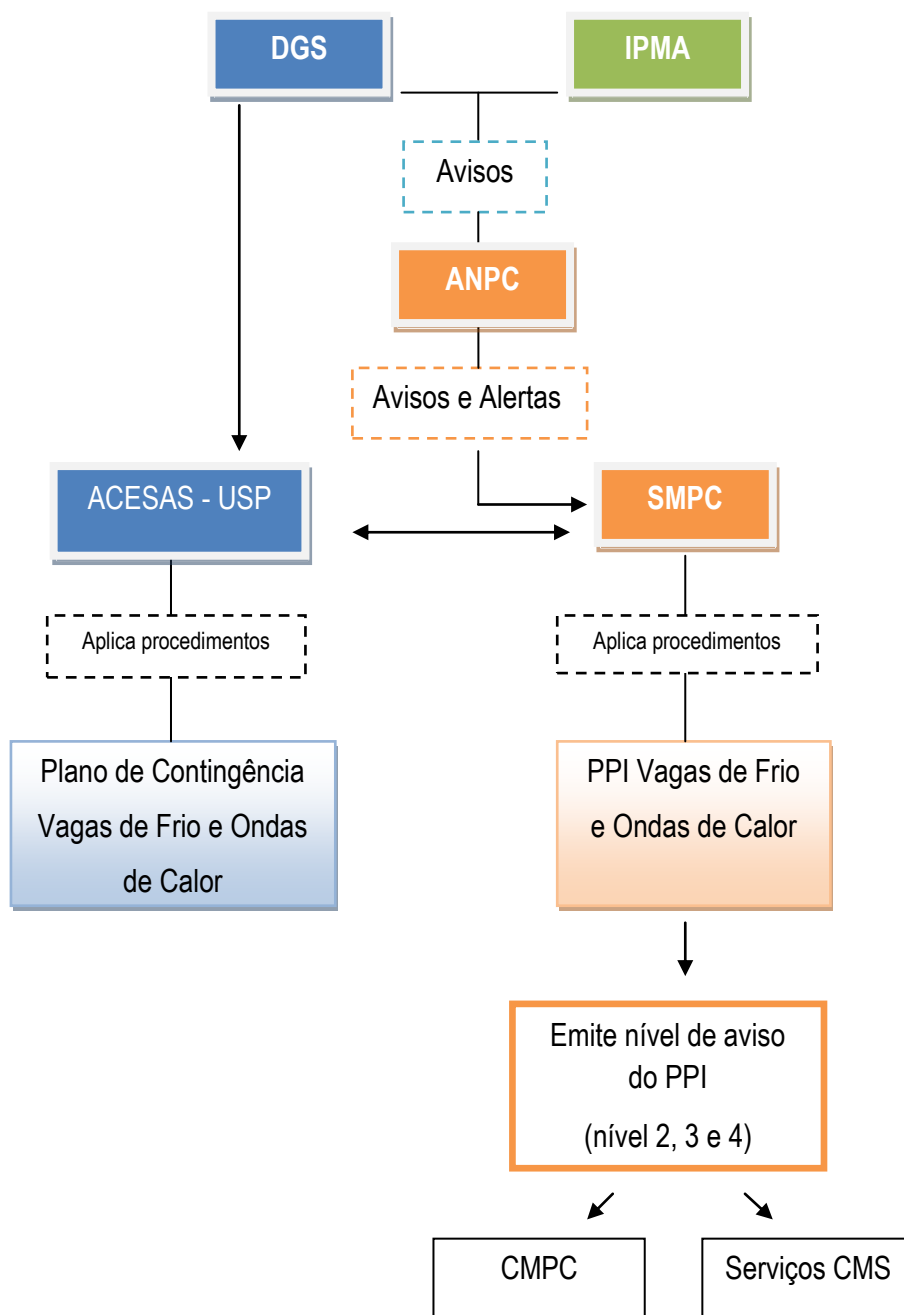 DGS
IPMA
Avisos
ANPC
Avisos e Alertas
ACESAS - USP
SMPC
Aplica procedimentos
Aplica procedimentos
Plano de Contingência
Vagas de Frio e Ondas
de Calor
PPI Vagas de Frio
e Ondas de Calor
Emite nível de aviso
do PPI
(nível 2, 3 e 4)
CMPC
Serviços CMS